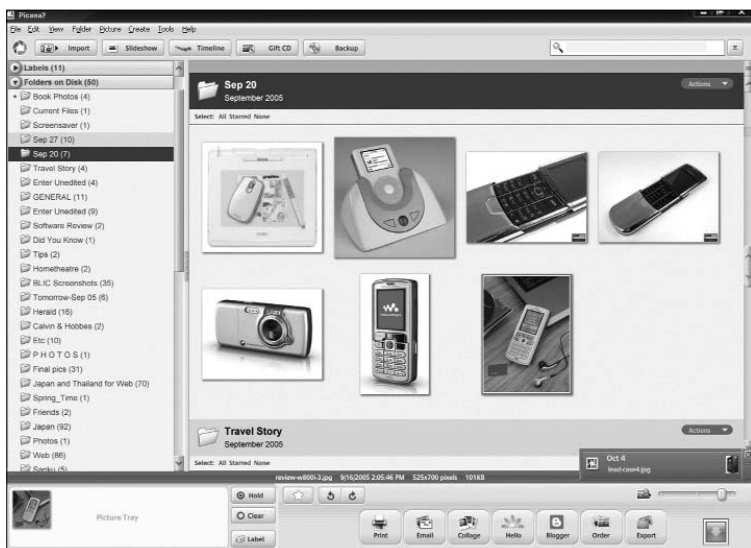 Picasa2
File Edit View Folder Picture Create Tools Help
Import Slideshow Timeline Gift CD Backup
Labels (11)
Folders on Disk (50)
Book Photos (4)
Current Files (1)
Screensaver (1)
Sep 27 (10)
Sep 20 (7)
Travel Story (4)
Enter Unedited (4)
GENERAL (11)
Enter Unedited (9)
Software Review (2)
Did You Know (1)
Tips (2)
Hometheatre (2)
BLIC Screenshots (35)
Tomorrow-Sep 05 (6)
Herald (16)
Calvin & Hobbes (2)
Etc (10)
P H O T O S (1)
Final pics (31)
Japan and Thailand for Web (70)
Spring_Time (1)
Friends (2)
Japan (92)
Photos (1)
Web (86)
Sep 20
September 2005
Actions
Select: All Starred None
Travel Story
September 2005
Actions
Select: All Starred None
Oct 4
lead-case4.jpg
review-w800i-3.jpg 9/16/2005 2:05:46 PM 525x700 pixels 101KB
Picture Tray
Hold
Clear
Label
Print Email Collage Hello Blogger Order Export